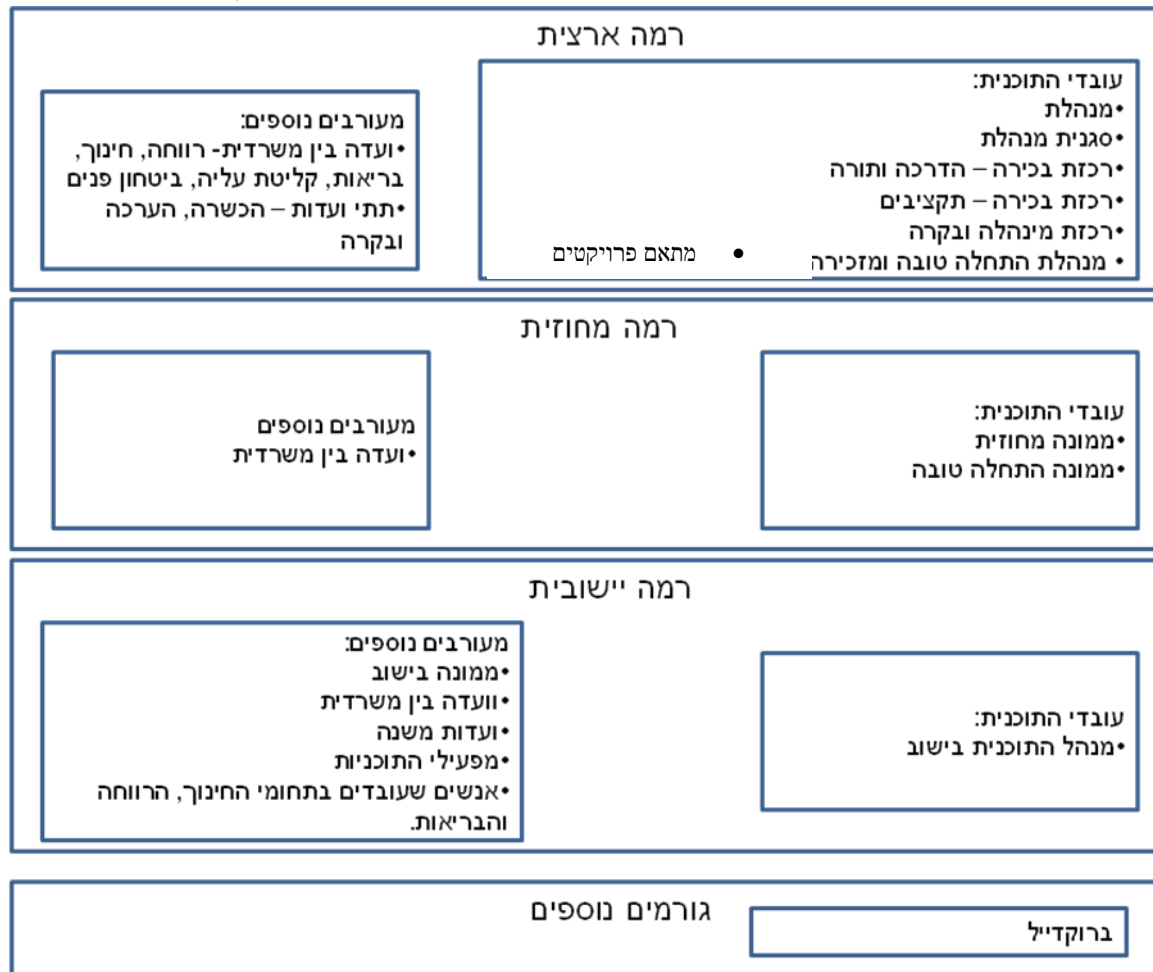 רמה ארצית
עובדי התוכנית:
•מנהלת
•סגנית מנהלת
•רכזת בכירה – הדרכה ותורה
•רכזת בכירה – תקציבים
•רכזת מינהלה ובקרה
• מנהלת התחלה טובה ומזכירה
• מתאם פרויקטים
מעורבים נוספים:
•ועדה בין משרדית- רווחה, חינוך,
בריאות, קליטת עליה, ביטחון פנים
•תתי ועדות – הכשרה, הערכה
ובקרה
רמה מחוזית
עובדי התוכנית:
•ממונה מחוזית
•ממונה התחלה טובה
מעורבים נוספים
•ועדה בין משרדית
רמה יישובית
עובדי התוכנית:
•מנהל התוכנית בישוב
מעורבים נוספים:
•ממונה בישוב
•וועדה בין משרדית
•ועדות משנה
•מפעילי התוכניות
•אנשים שעובדים בתחומי החינוך, הרווחה
והבריאות.
גורמים נוספים
ברוקדייל